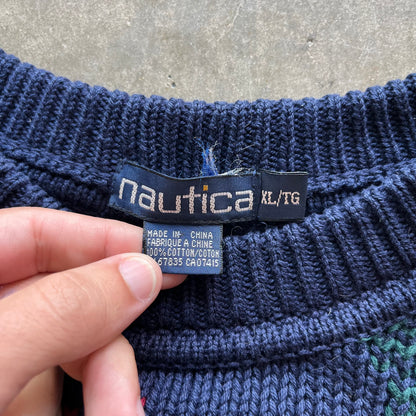 nautica
XL/TG
MADE IN CHINA
FABRIQUE A CHINE
100% COTTON/COTON
67835 CA07415